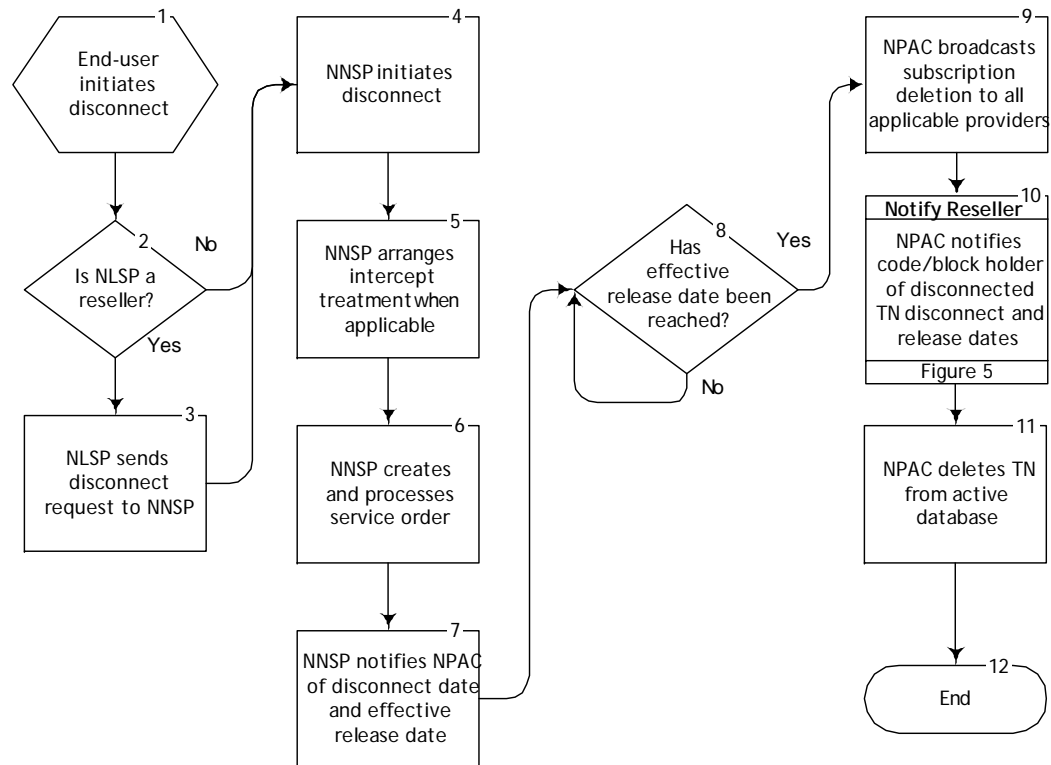 1
End-user
initiates
disconnect
2
Is NLSP a
reseller?
No
Yes
3
NLSP sends
disconnect
request to NNSP
4
NNSP initiates
disconnect
5
NNSP arranges
intercept
treatment when
applicable
6
NNSP creates
and processes
service order
7
NNSP notifies NPAC
of disconnect date
and effective
release date
8
Has
effective
release date been
reached?
Yes
No
9
NPAC broadcasts
subscription
deletion to all
applicable providers
10
Notify Reseller
NPAC notifies
code/block holder
of disconnected
TN disconnect and
release dates
Figure 5
11
NPAC deletes TN
from active
database
12
End